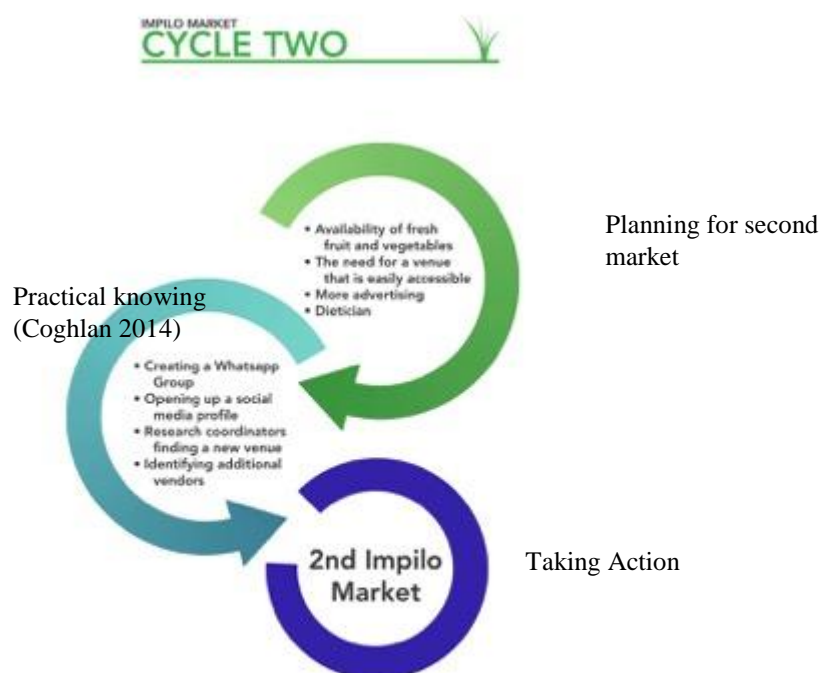 IMPILO MARKET
CYCLE TWO
• Availability of fresh
fruit and vegetables
• The need for a venue
that is easily accessible
• More advertising
• Dietician
Planning for second
market
Practical knowing
(Coghlan 2014)
• Creating a Whatsapp
Group
• Opening up a social
media profile
• Research coordinators
finding a new venue
• Identifying additional
vendors
2nd Impilo
Market
Taking Action